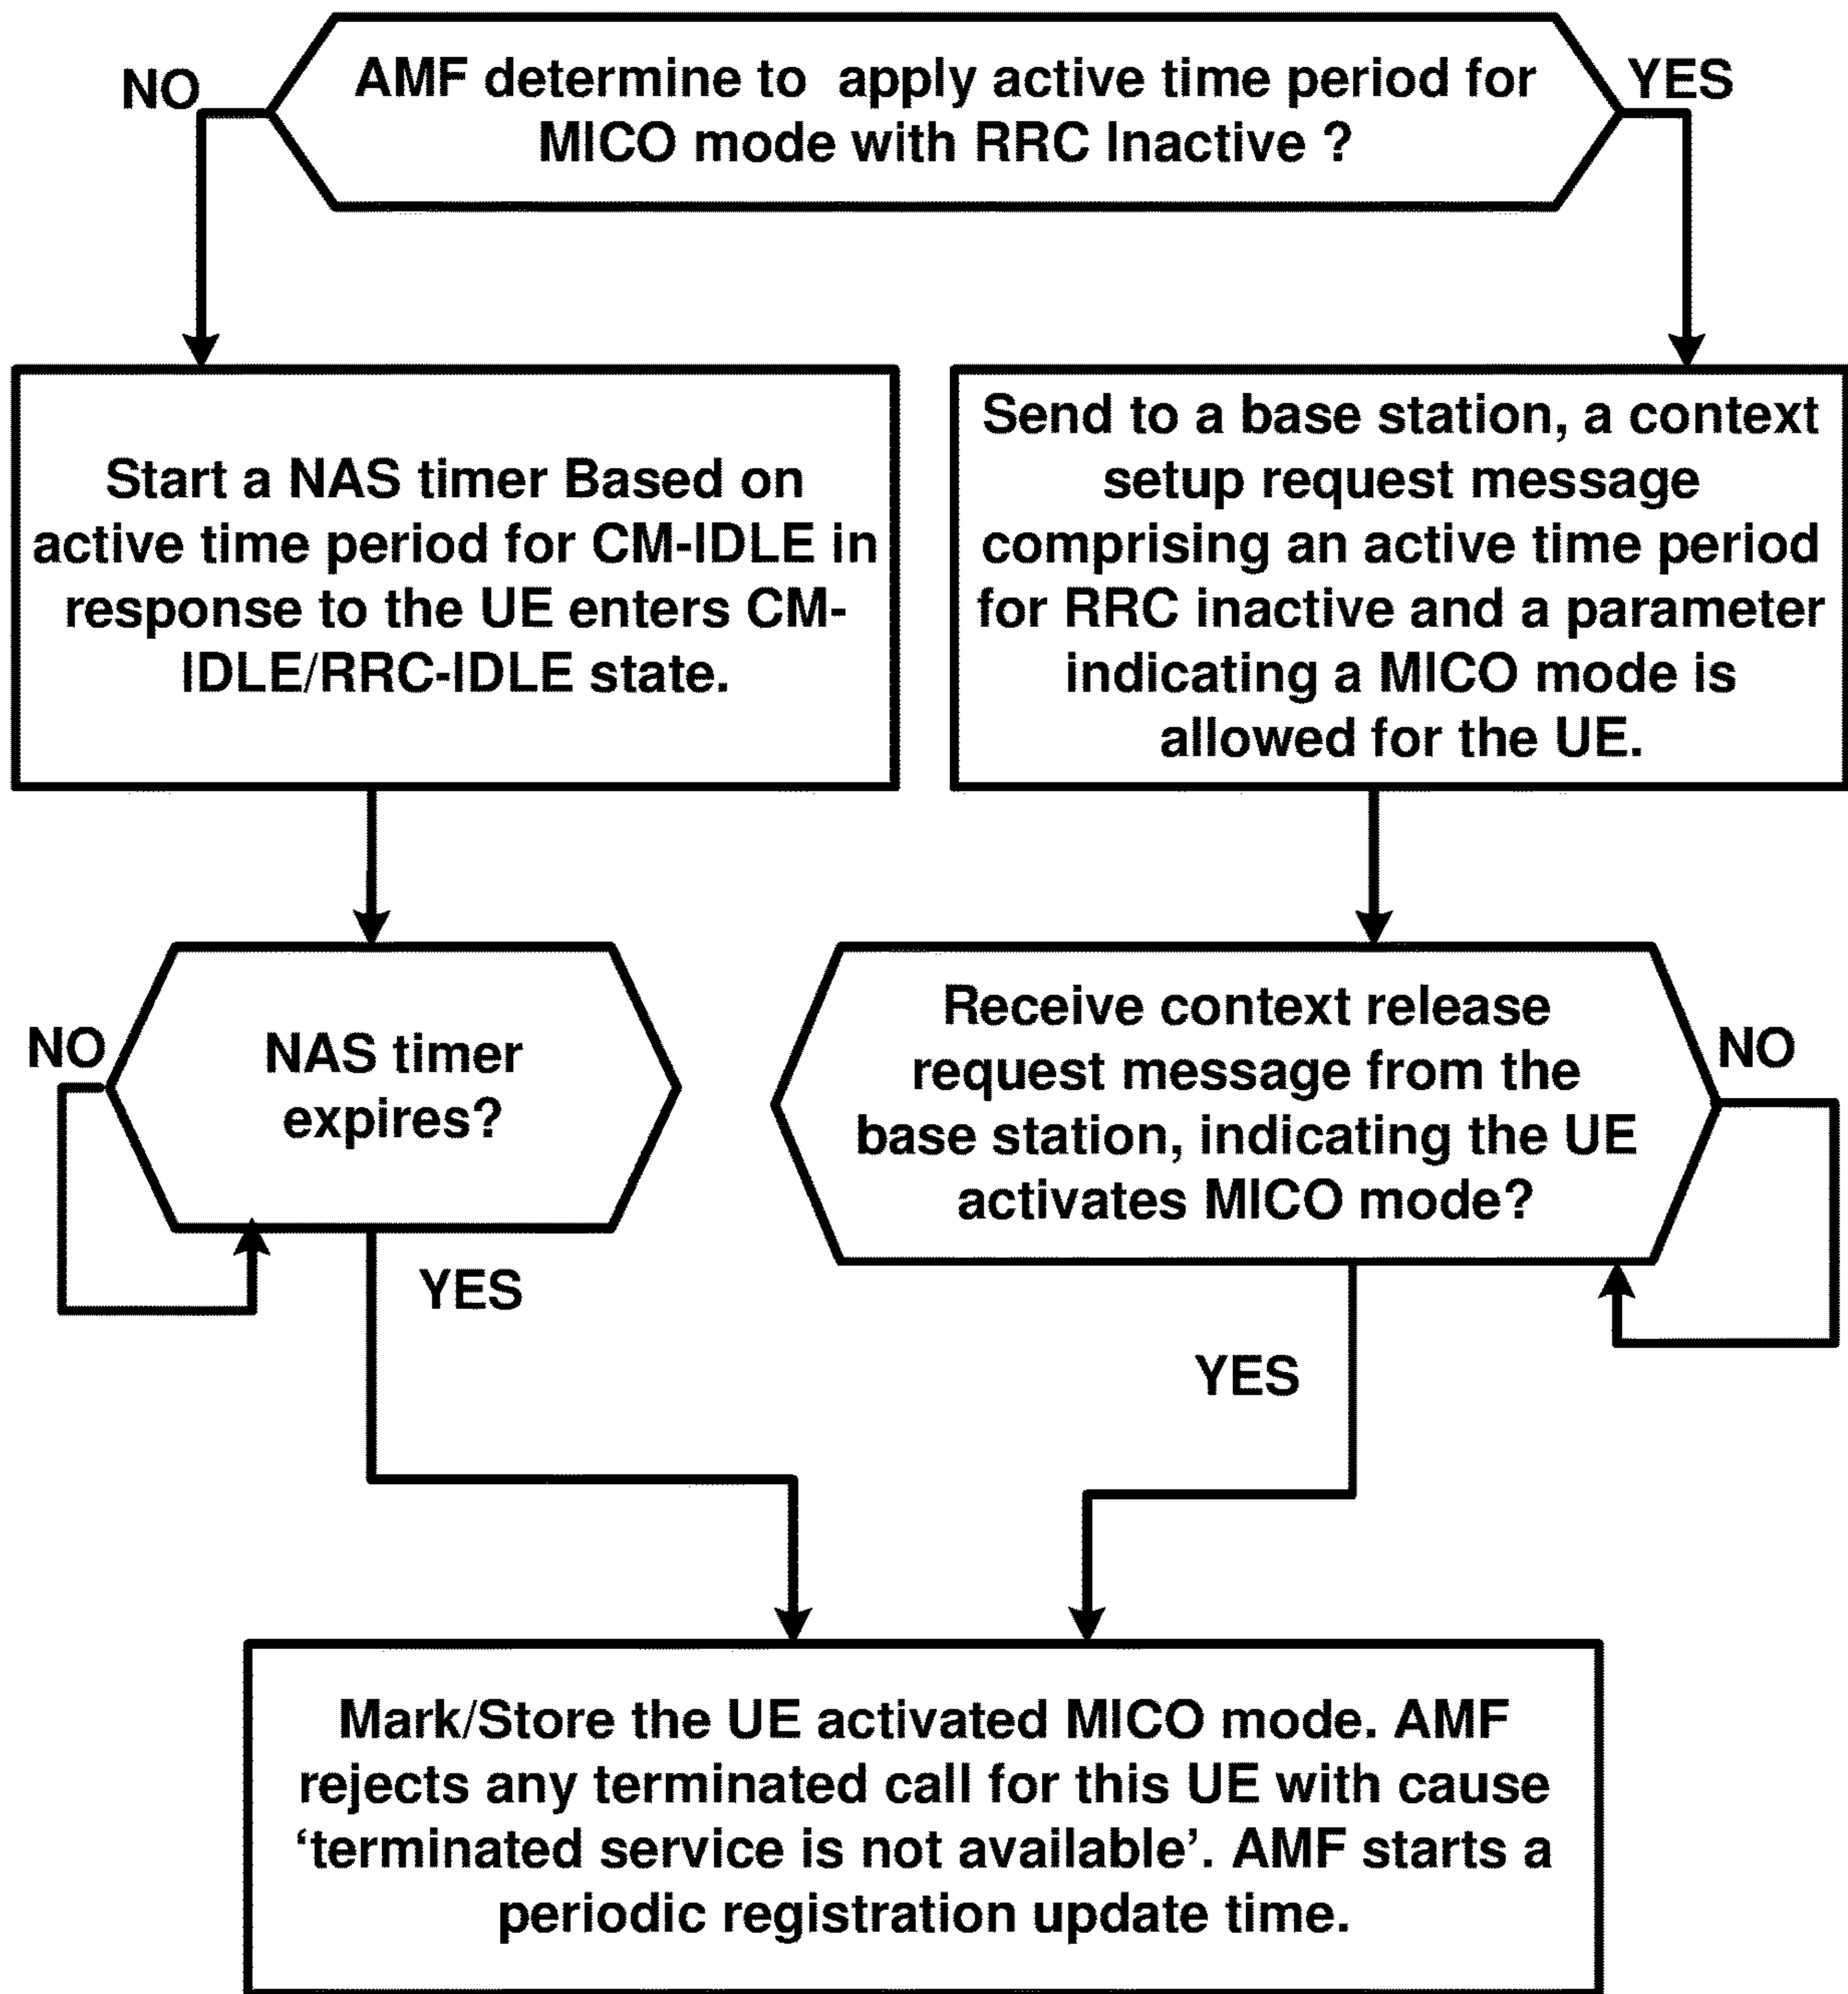 AMF determine to apply active time period for
MICO mode with RRC Inactive ?
NO
YES
Start a NAS timer Based on
active time period for CM-IDLE in
response to the UE enters CM-
IDLE/RRC-IDLE state.
Send to a base station, a context
setup request message
comprising an active time period
for RRC inactive and a parameter
indicating a MICO mode is
allowed for the UE.
NO
NAS timer
expires?
YES
Receive context release
request message from the
base station, indicating the UE
activates MICO mode?
NO
YES
Mark/Store the UE activated MICO mode. AMF
rejects any terminated call for this UE with cause
‘terminated service is not available’. AMF starts a
periodic registration update time.